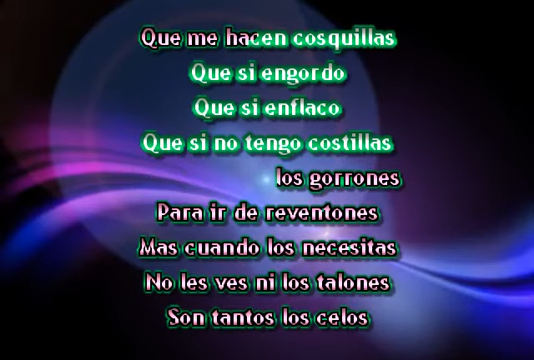 Que me hacen cosquillas
Que si engordo
Que si enflaco
Que si no tengo costillas
los gorrones
Para ir de reventones
Mas cuando los necesitas
No les ves ni los talones
Son tantos los celos